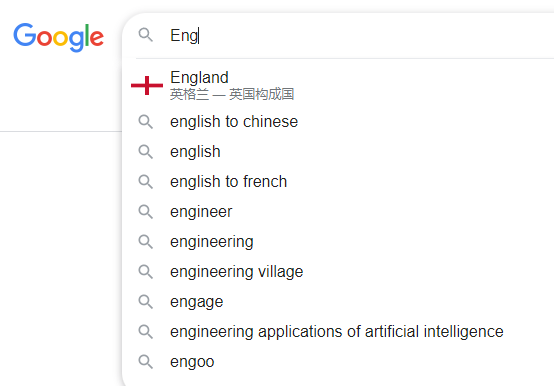 Google
Eng
England
英格兰 — 英国构成国
english to chinese
english
english to french
engineer
engineering
engineering village
engage
engineering applications of artificial intelligence
engoo